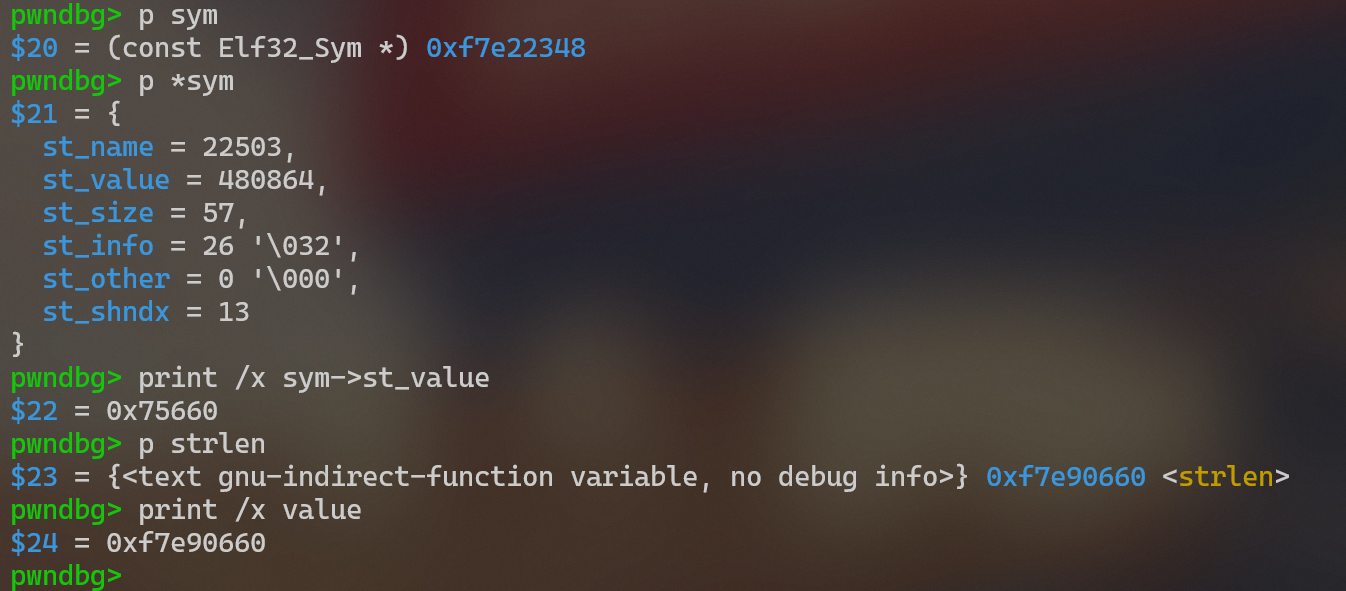 pwndbg> p sym
$20 = (const Elf32_Sym *) 0xf7e22348
pwndbg> p *sym
$21 = {
  st_name = 22503,
  st_value = 480864,
  st_size = 57,
  st_info = 26 '\032',
  st_other = 0 '\000',
  st_shndx = 13
}
pwndbg> print /x sym->st_value
$22 = 0x75660
pwndbg> p strlen
$23 = {<text gnu-indirect-function variable, no debug info>} 0xf7e90660 <strlen>
pwndbg> print /x value
$24 = 0xf7e90660
pwndbg>